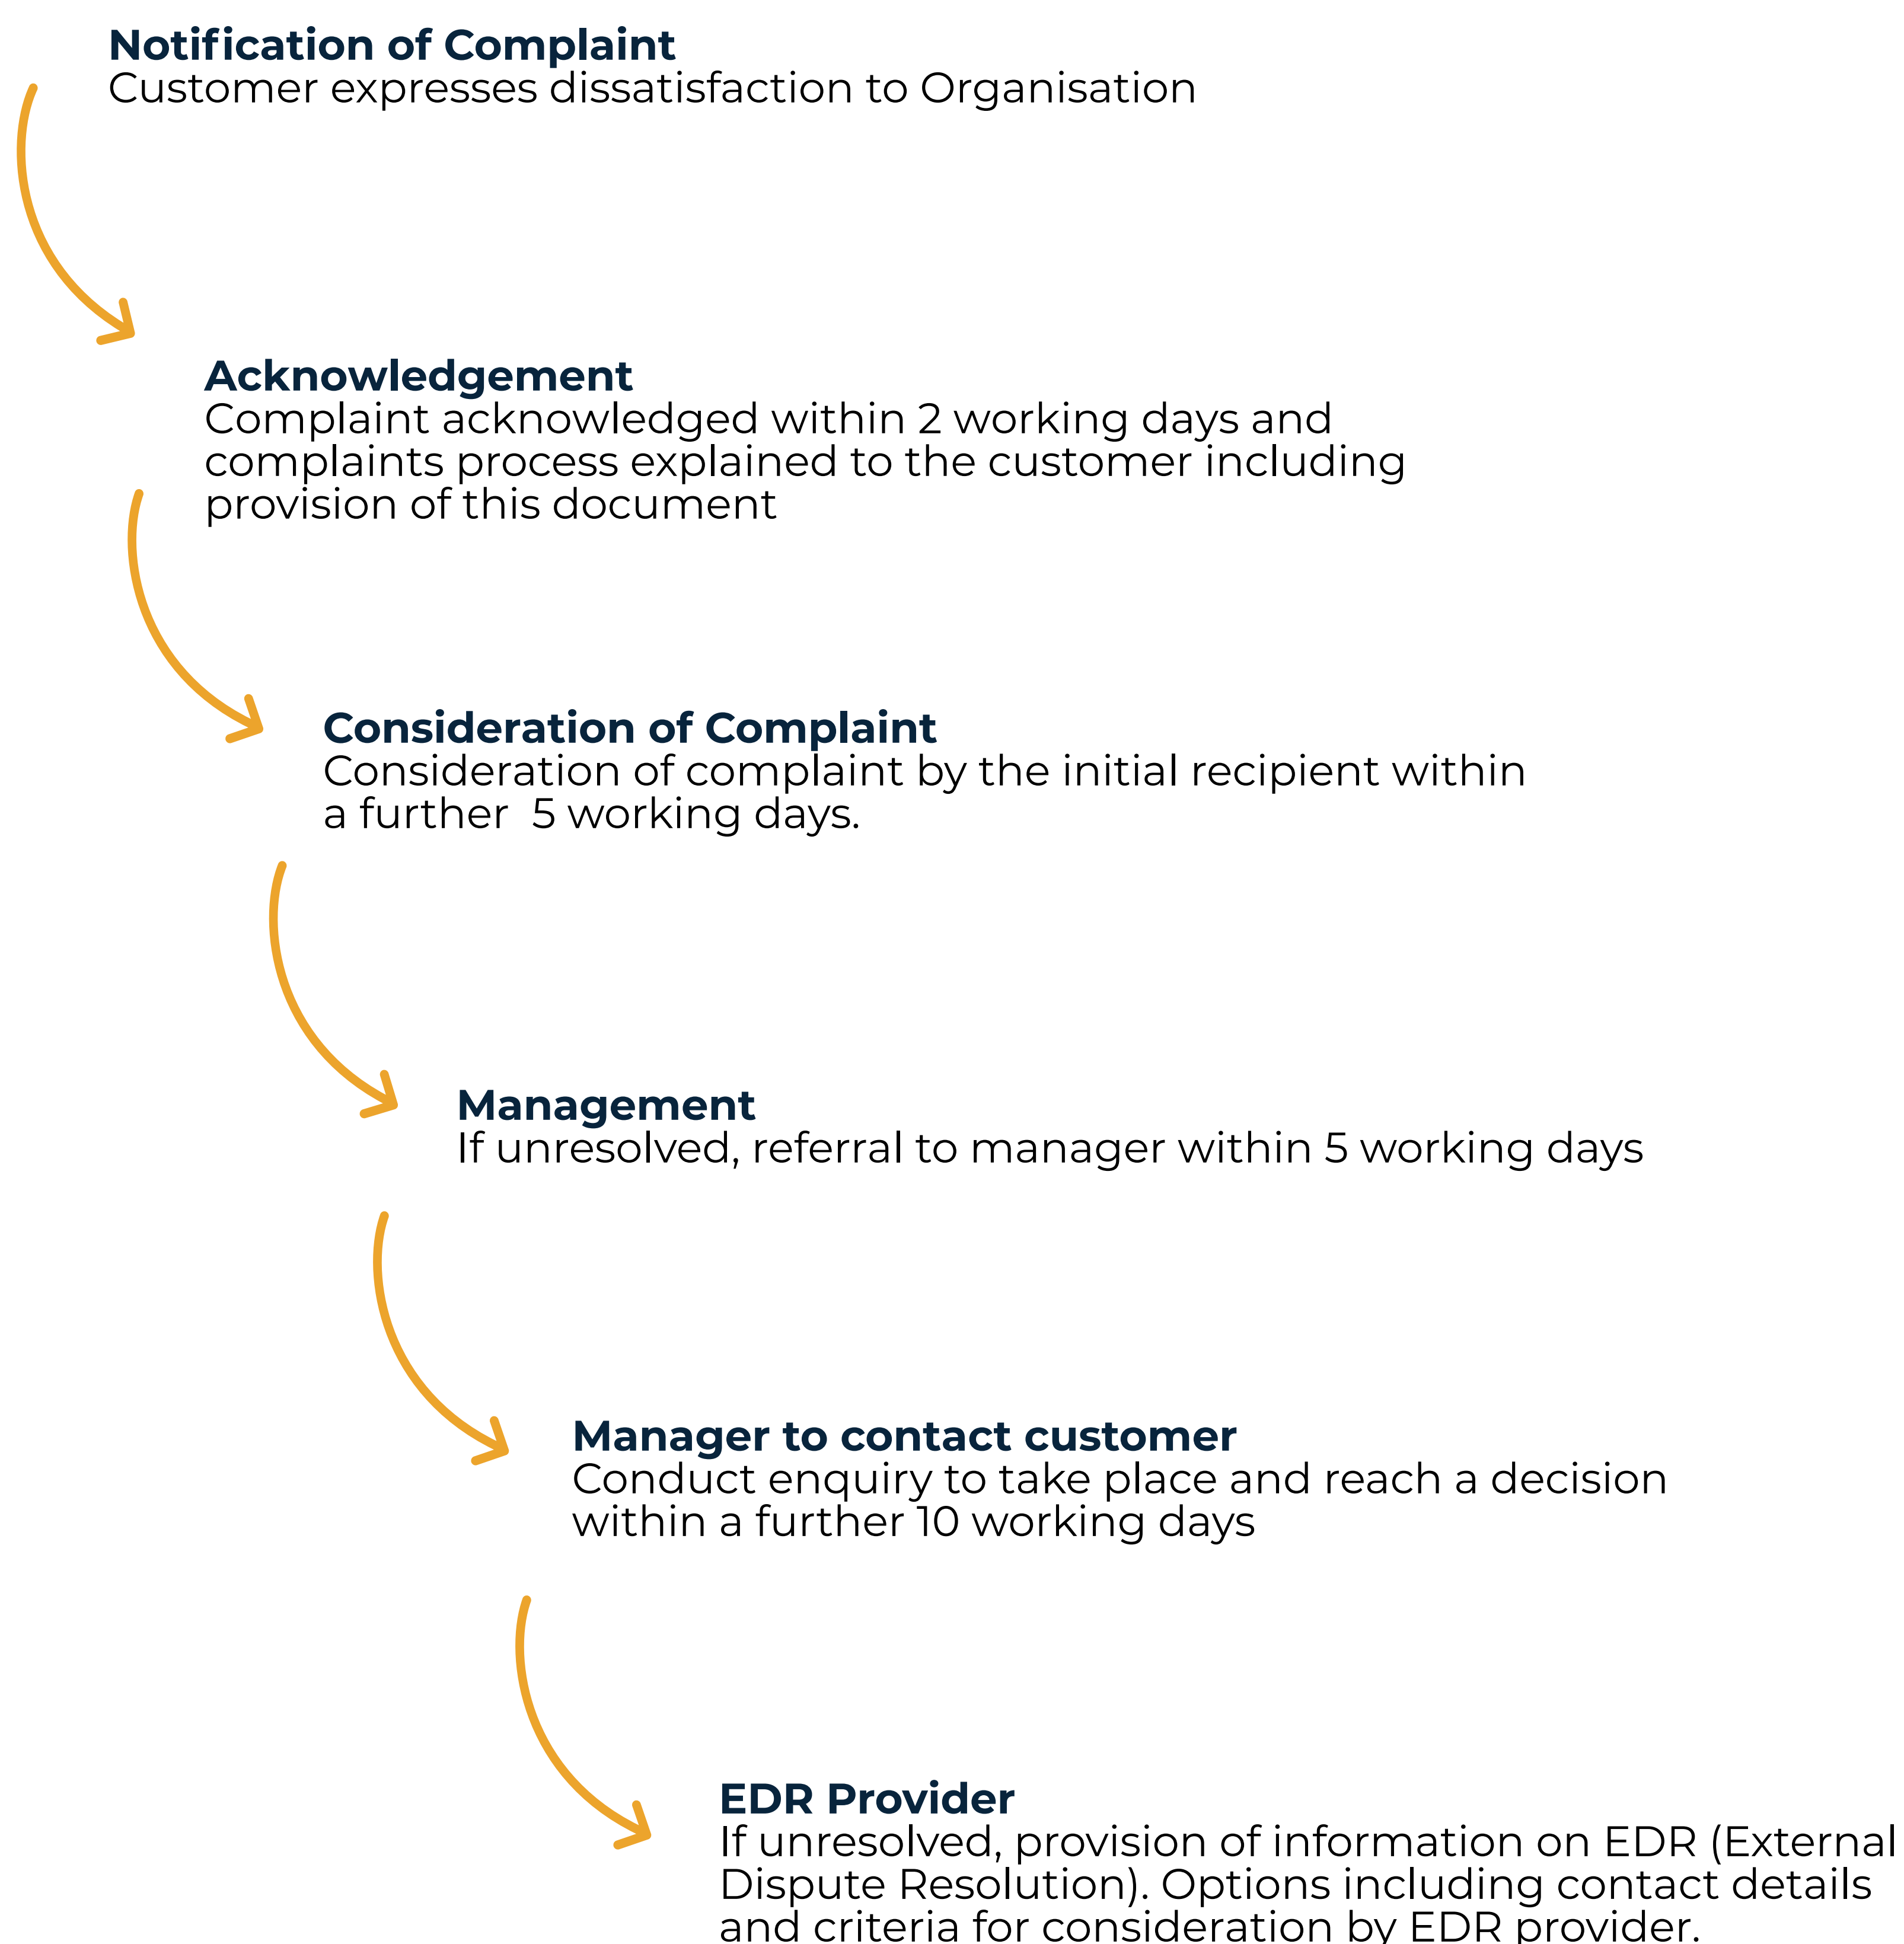 Notification of Complaint
Customer expresses dissatisfaction to Organisation
Acknowledgement
Complaint acknowledged within 2 working days and
complaints process explained to the customer including
provision of this document
Consideration of Complaint
Consideration of complaint by the initial recipient within
a further  5 working days.
Management
If unresolved, referral to manager within 5 working days
Manager to contact customer
Conduct enquiry to take place and reach a decision
within a further 10 working days
EDR Provider
If unresolved, provision of information on EDR (External
Dispute Resolution). Options including contact details
and criteria for consideration by EDR provider.